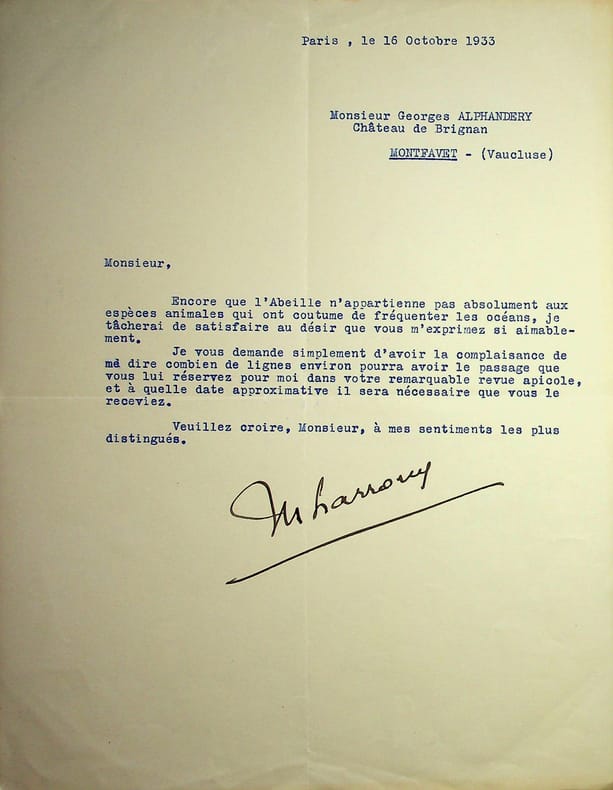 Paris , le 16 Octobre 1933
Monsieur Georges ALPHANDERY
Château de Brignan
MONTFAVET - (Vaucluse)
Monsieur,
Encore que l'Abeille n'appartienne pas absolument aux
espèces animales qui ont coutume de fréquenter les océans, je
tâcherai de satisfaire au désir que vous m'exprimez si aimable-
ment.
Je vous demande simplement d'avoir la complaisance de
me dire combien de lignes environ pourra avoir le passage que
vous lui réservez pour moi dans votre remarquable revue apicole,
et à quelle date approximative il sera nécessaire que vous le
receviez.
Veuillez croire, Monsieur, à mes sentiments les plus
distingués.
M Larrouy